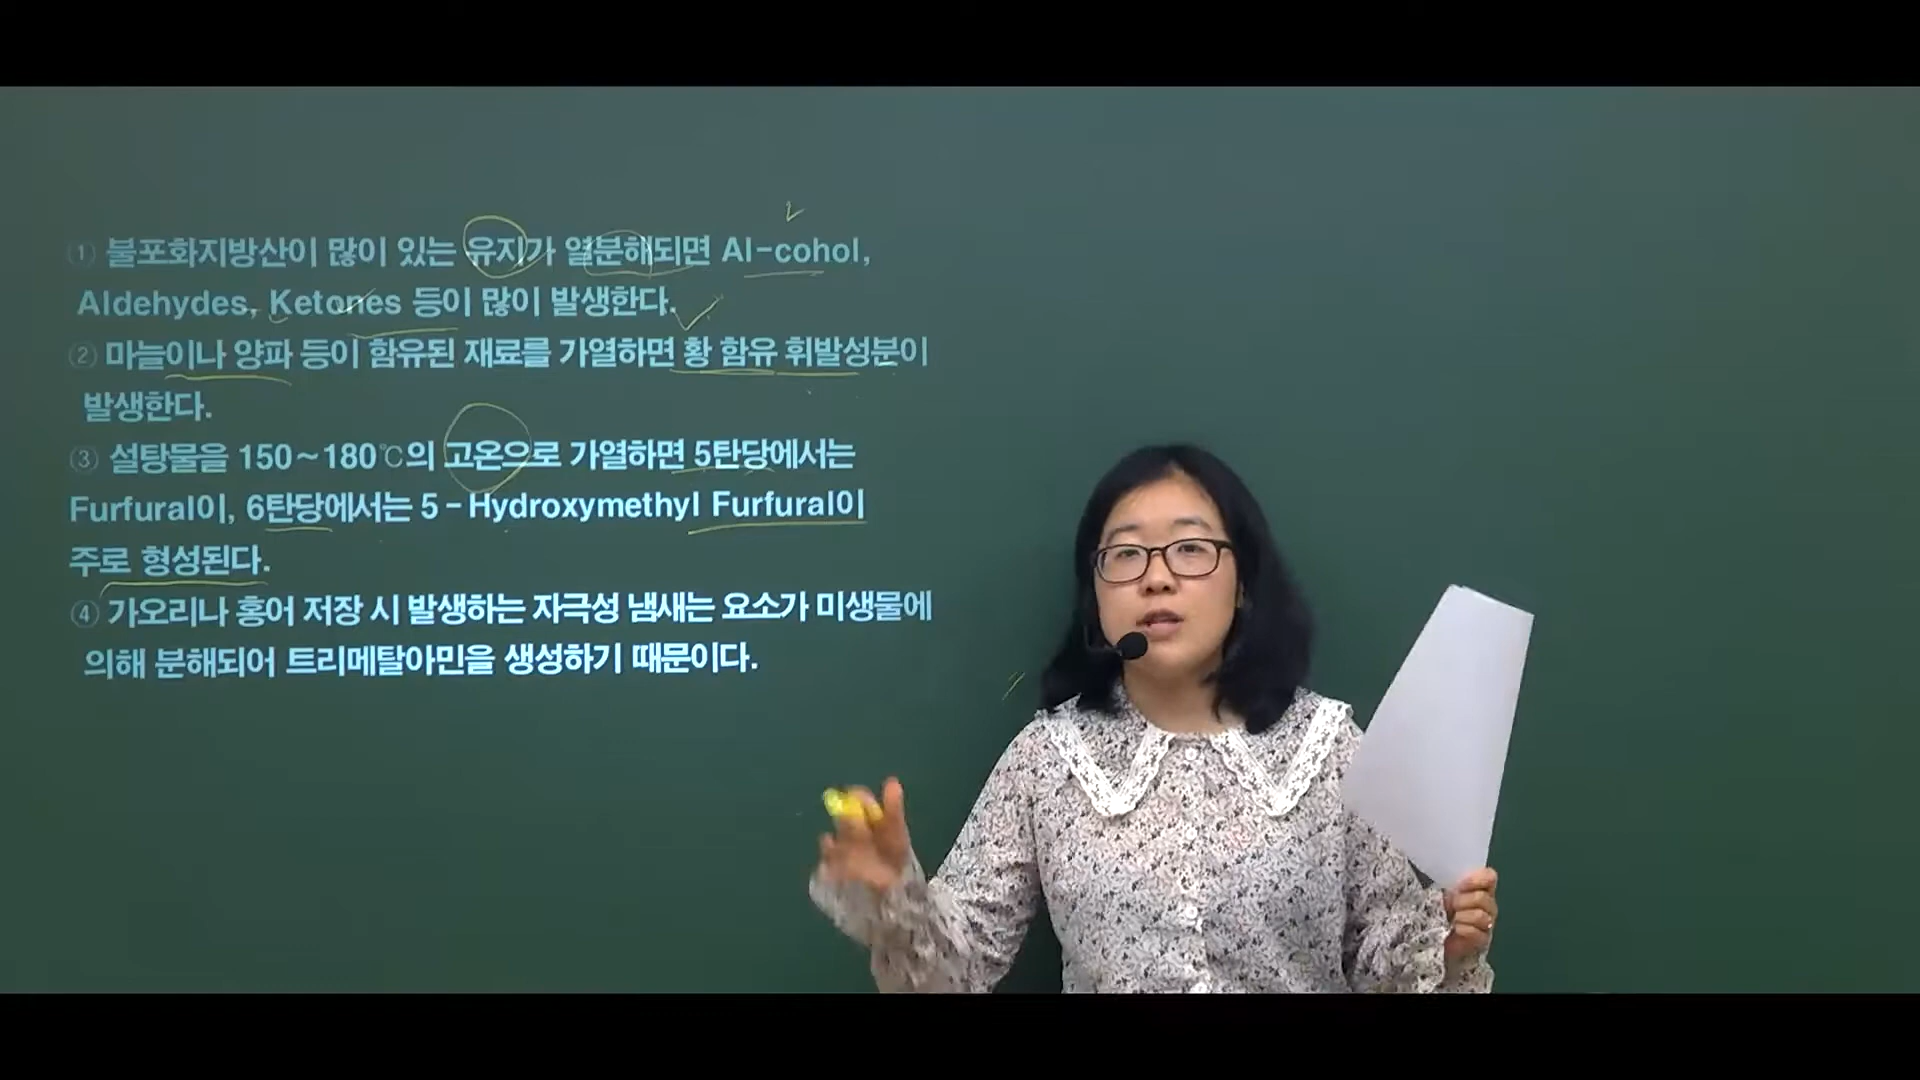 ① 불포화지방산이 많이 있는 유지가 열분해되면 Al-cohol,
Aldehydes, Ketones 등이 많이 발생한다.
② 마늘이나 양파 등이 함유된 재료를 가열하면 황 함유 휘발성분이
발생한다.
③ 설탕물을 150~180℃의 고온으로 가열하면 5탄당에서는
Furfural이, 6탄당에서는 5-Hydroxymethyl Furfural이
주로 형성된다.
④ 가오리나 홍어 저장 시 발생하는 자극성 냄새는 요소가 미생물에
의해 분해되어 트리메탈아민을 생성하기 때문이다.